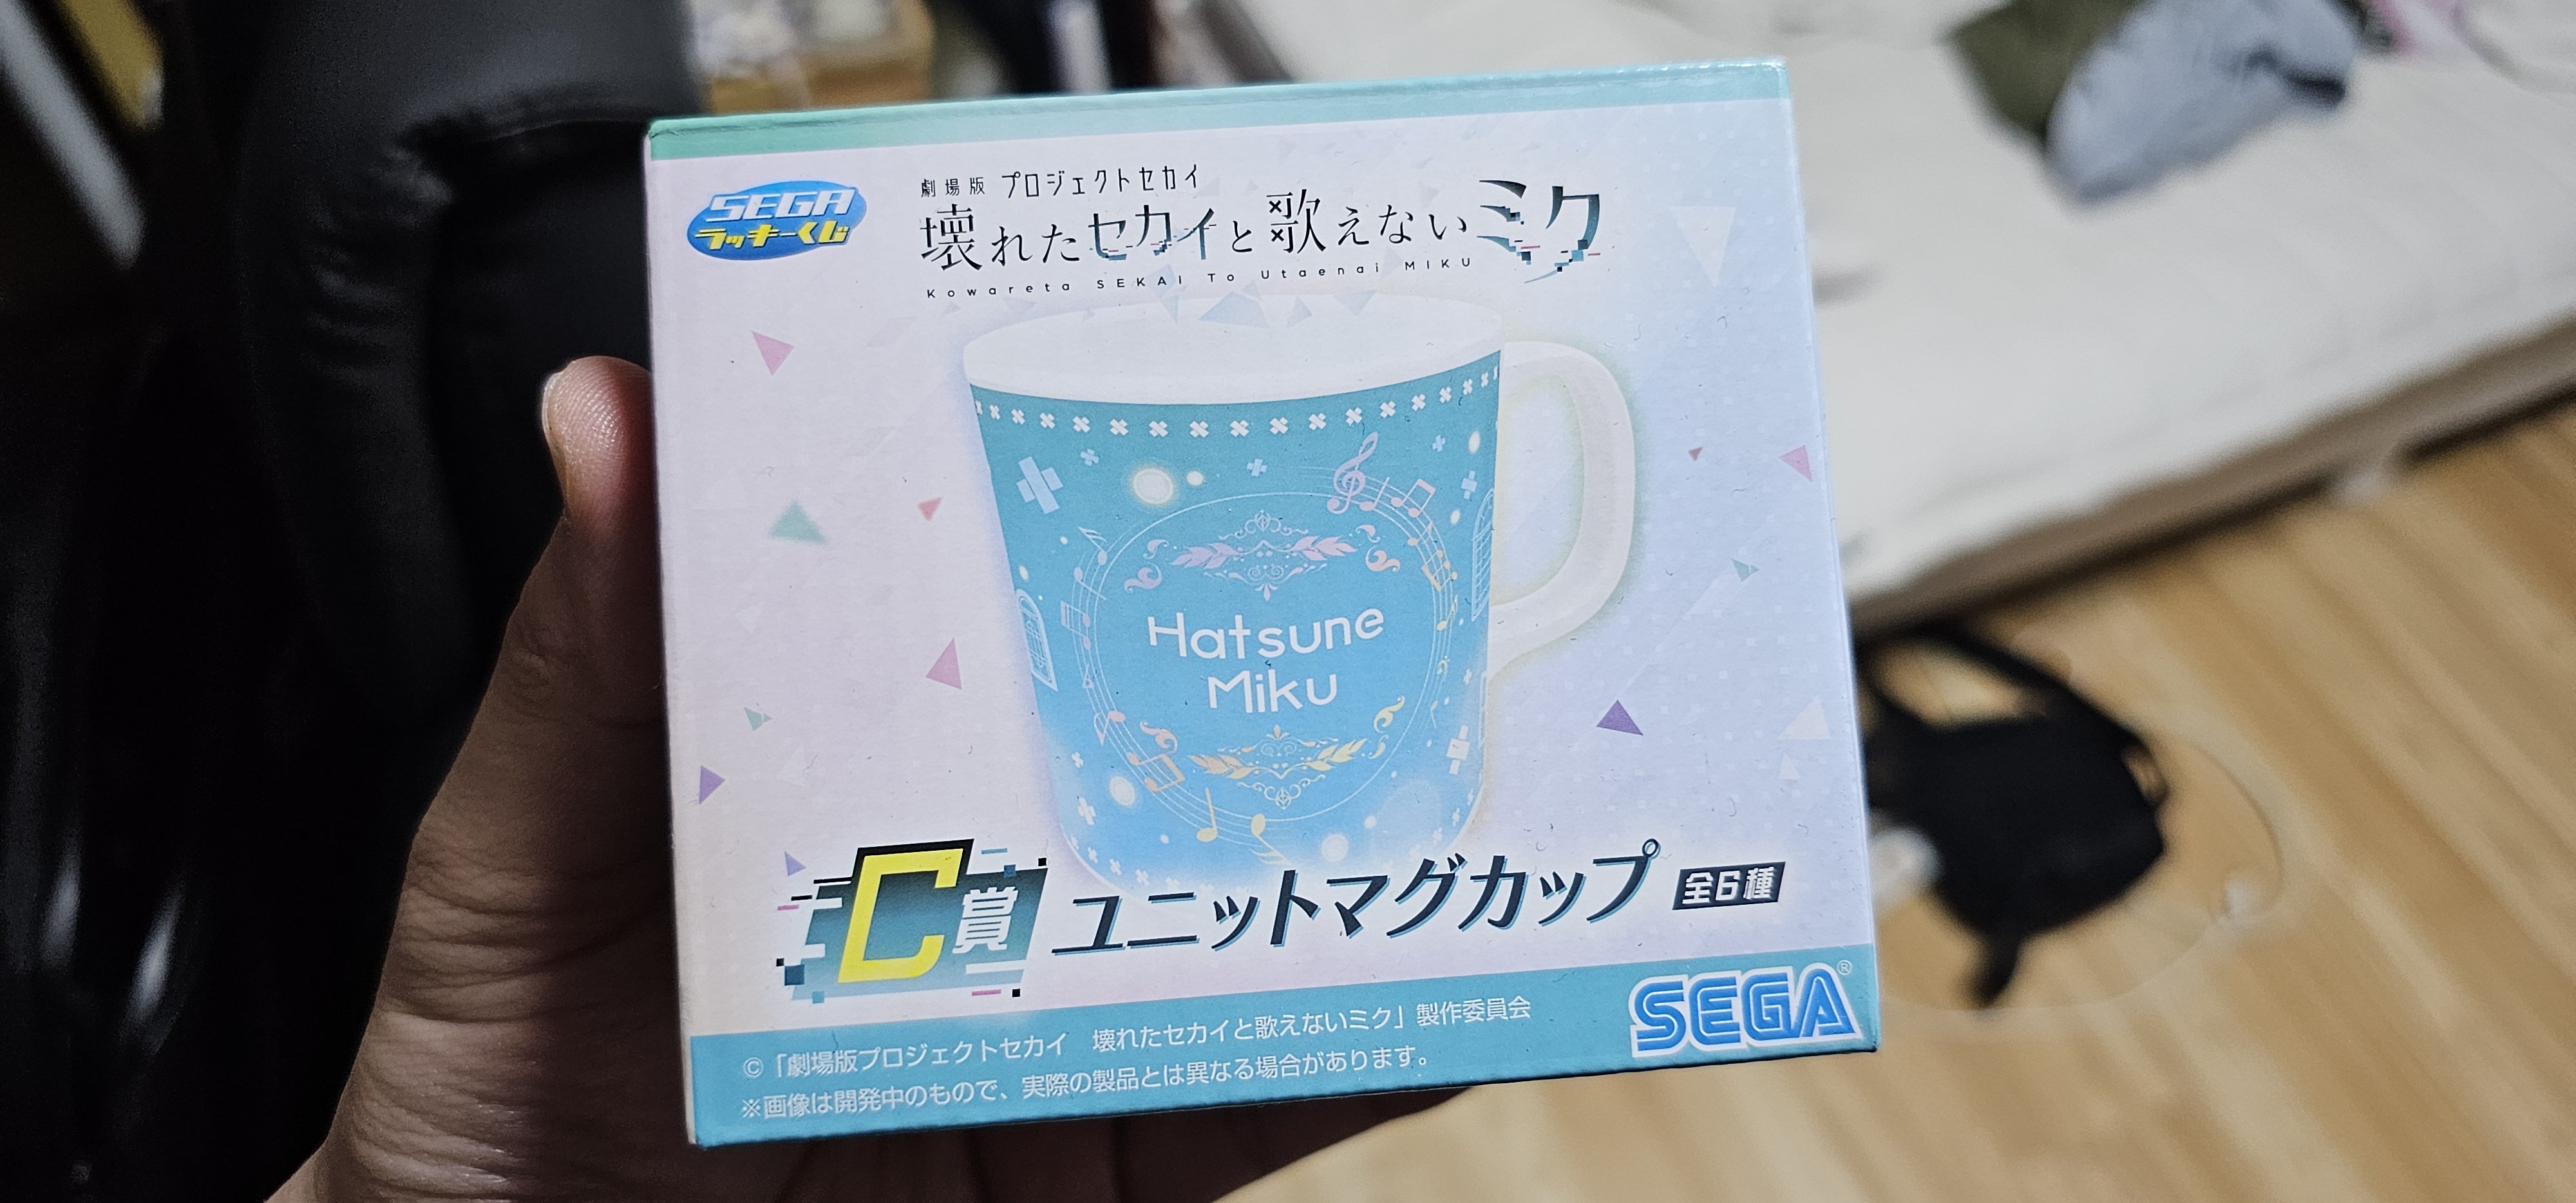 SEGA
ラッキーくじ
劇場版 プロジェクトセカイ
壊れたセカイと歌えないミク
Kowareta SEKAI To Utaenai MIKU
Hatsune
Miku
C賞 ユニットマグカップ 全6種
SEGA®
©「劇場版プロジェクトセカイ 壊れたセカイと歌えないミク」製作委員会
※画像は開発中のもので、実際の製品とは異なる場合があります。